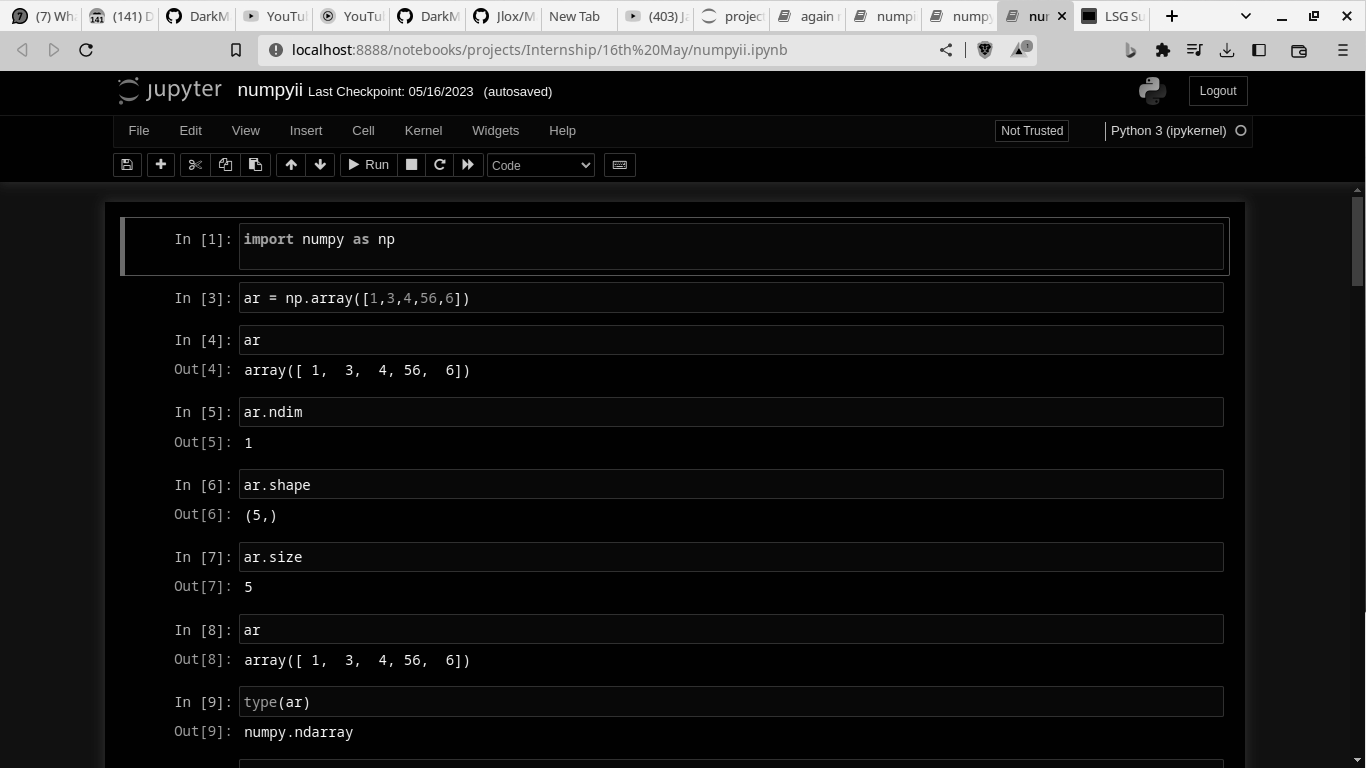 (7) Wha
141 (141) D
DarkM
YouTu
YouTu
DarkM
Jlox/M
New Tab
(403) Ja
project
again n
numpi
numpy
num
LSG Su
localhost:8888/notebooks/projects/Internship/16th%20May/numpyii.ipynb
1
jupyter numpyii Last Checkpoint: 05/16/2023 (autosaved)
Logout
File Edit View Insert Cell Kernel Widgets Help
Not Trusted
Python 3 (ipykernel)
Run
Code
In [1]: import numpy as np
In [3]: ar = np.array([1,3,4,56,6])
In [4]: ar
Out[4]: array([ 1,  3,  4, 56,  6])
In [5]: ar.ndim
Out[5]: 1
In [6]: ar.shape
Out[6]: (5,)
In [7]: ar.size
Out[7]: 5
In [8]: ar
Out[8]: array([ 1,  3,  4, 56,  6])
In [9]: type(ar)
Out[9]: numpy.ndarray